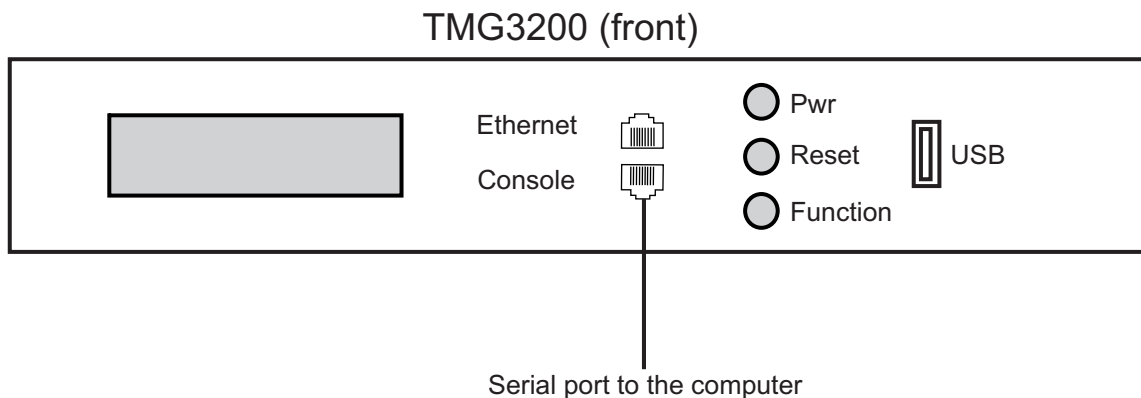 TMG3200 (front)
Ethernet
Console
Pwr
Reset
Function
USB
Serial port to the computer